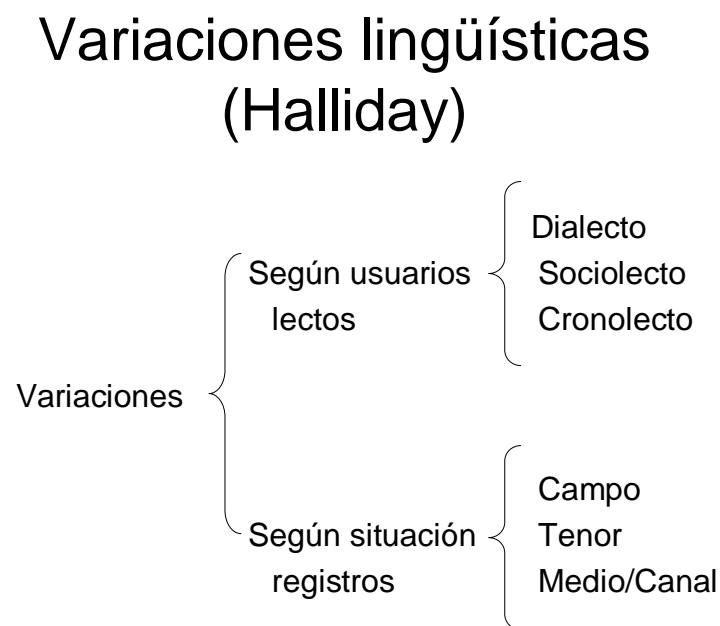 Variaciones lingüísticas
(Halliday)
Variaciones
Según usuarios
lectos
Dialecto
Sociolecto
Cronolecto
Según situación
registros
Campo
Tenor
Medio/Canal